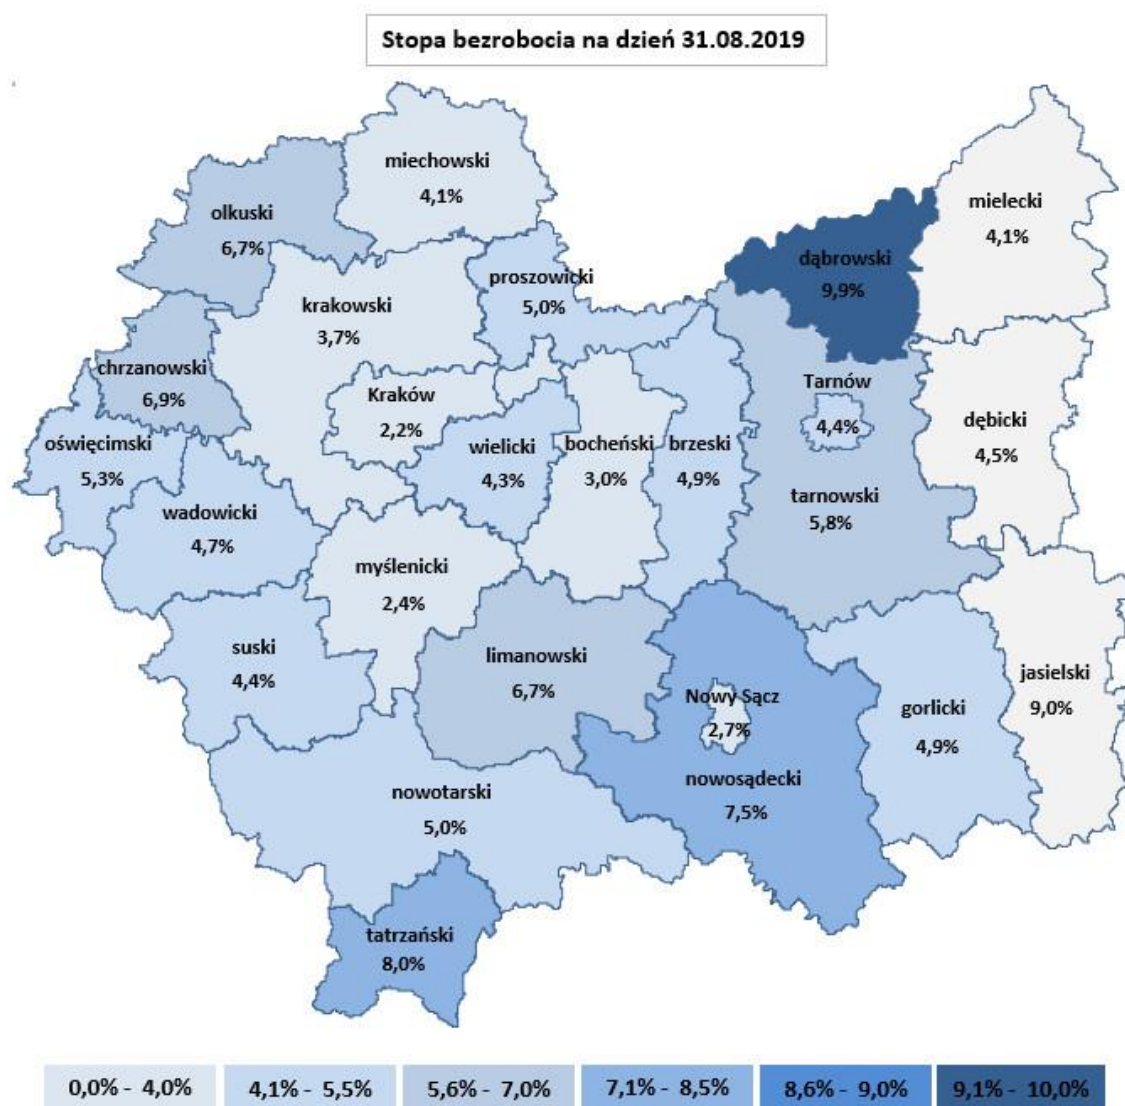 Stopa bezrobocia na dzień 31.08.2019
miechowski
4,1%
olkuski
6,7%
mielecki
4,1%
dąbrowski
9,9%
proszowicki
5,0%
krakowski
3,7%
chrzanowski
6,9%
Kraków
2,2%
Tarnów
4,4%
dębicki
4,5%
oświęcimski
5,3%
wielicki
4,3%
bocheński
3,0%
brzeski
4,9%
tarnowski
5,8%
wadowicki
4,7%
myślenicki
2,4%
suski
4,4%
limanowski
6,7%
jasielski
9,0%
Nowy Sącz
2,7%
gorlicki
4,9%
nowosądecki
7,5%
nowotarski
5,0%
tatrzański
8,0%
0,0% - 4,0% 4,1% - 5,5% 5,6% - 7,0% 7,1% - 8,5% 8,6% - 9,0% 9,1% - 10,0%